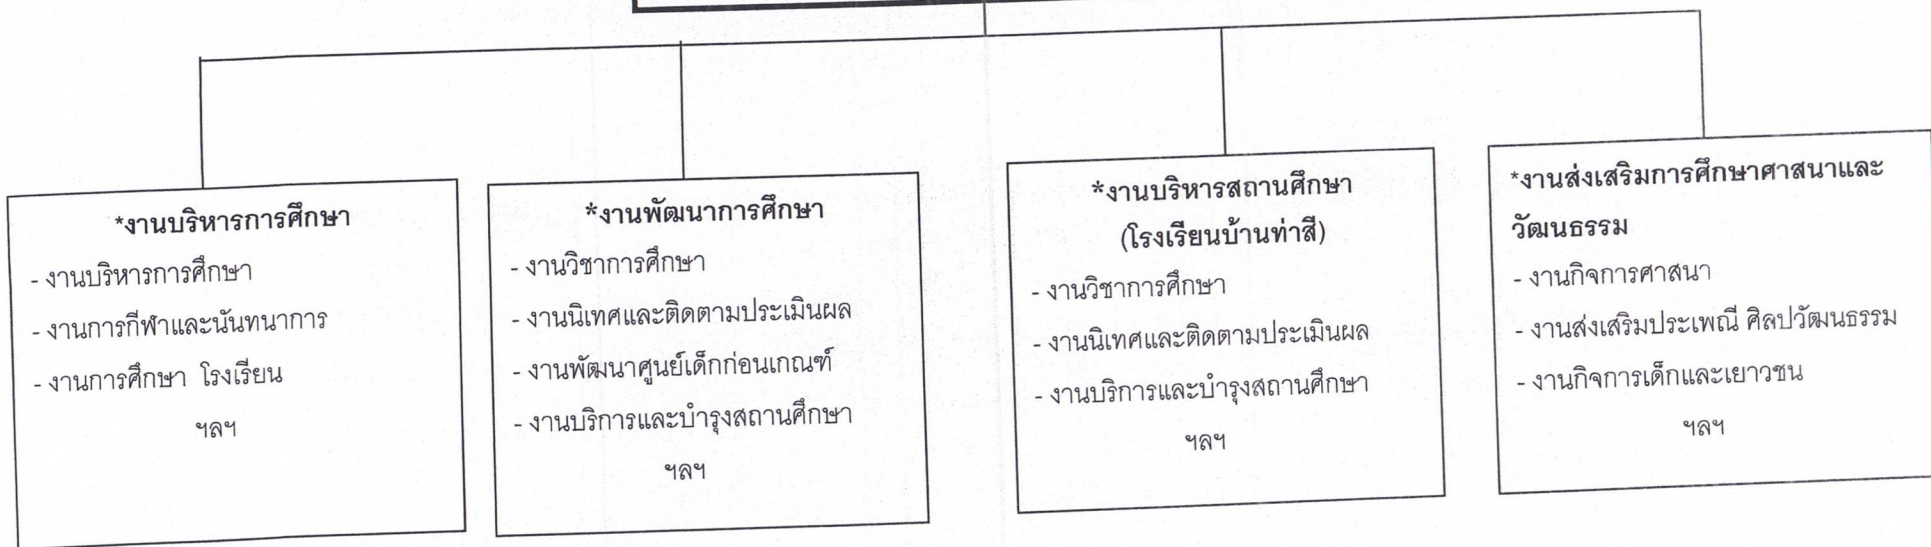 *งานบริหารการศึกษา
- งานบริหารการศึกษา
- งานการกีฬาและนันทนาการ
- งานการศึกษา โรงเรียน
ฯลฯ
*งานพัฒนาการศึกษา
- งานวิชาการศึกษา
- งานนิเทศและติดตามประเมินผล
- งานพัฒนาศูนย์เด็กก่อนเกณฑ์
- งานบริการและบำรุงสถานศึกษา
ฯลฯ
*งานบริหารสถานศึกษา
(โรงเรียนบ้านท่าสี)
- งานวิชาการศึกษา
- งานนิเทศและติดตามประเมินผล
- งานบริการและบำรุงสถานศึกษา
ฯลฯ
*งานส่งเสริมการศึกษาศาสนาและ
วัฒนธรรม
- งานกิจการศาสนา
- งานส่งเสริมประเพณี ศิลปวัฒนธรรม
- งานกิจการเด็กและเยาวชน
ฯลฯ